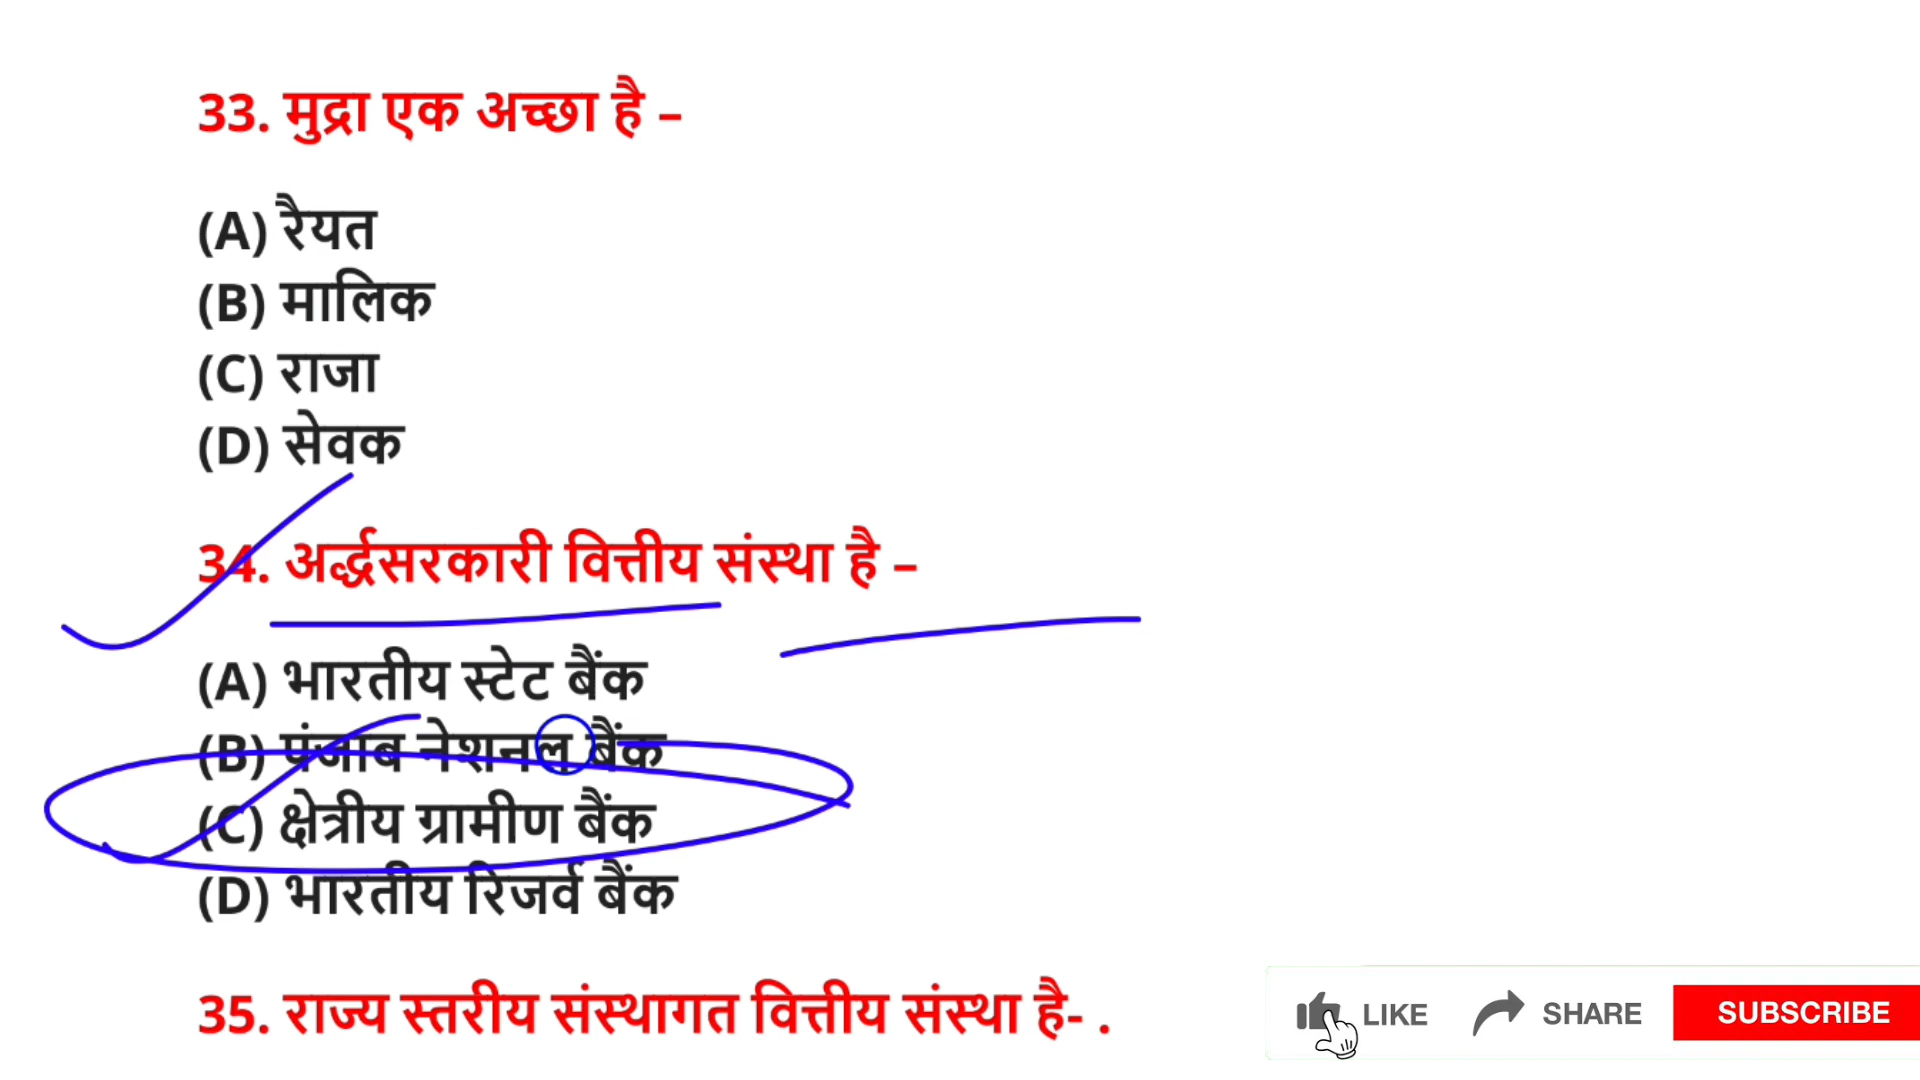 33. मुद्रा एक अच्छा है –
(A) रैयत
(B) मालिक
(C) राजा
(D) सेवक
34. अर्द्धसरकारी वित्तीय संस्था है –
(A) भारतीय स्टेट बैंक
(B) पंजाब नेशनल बैंक
(C) क्षेत्रीय ग्रामीण बैंक
(D) भारतीय रिजर्व बैंक
35. राज्य स्तरीय संस्थागत वित्तीय संस्था है- .
LIKE SHARE SUBSCRIBE